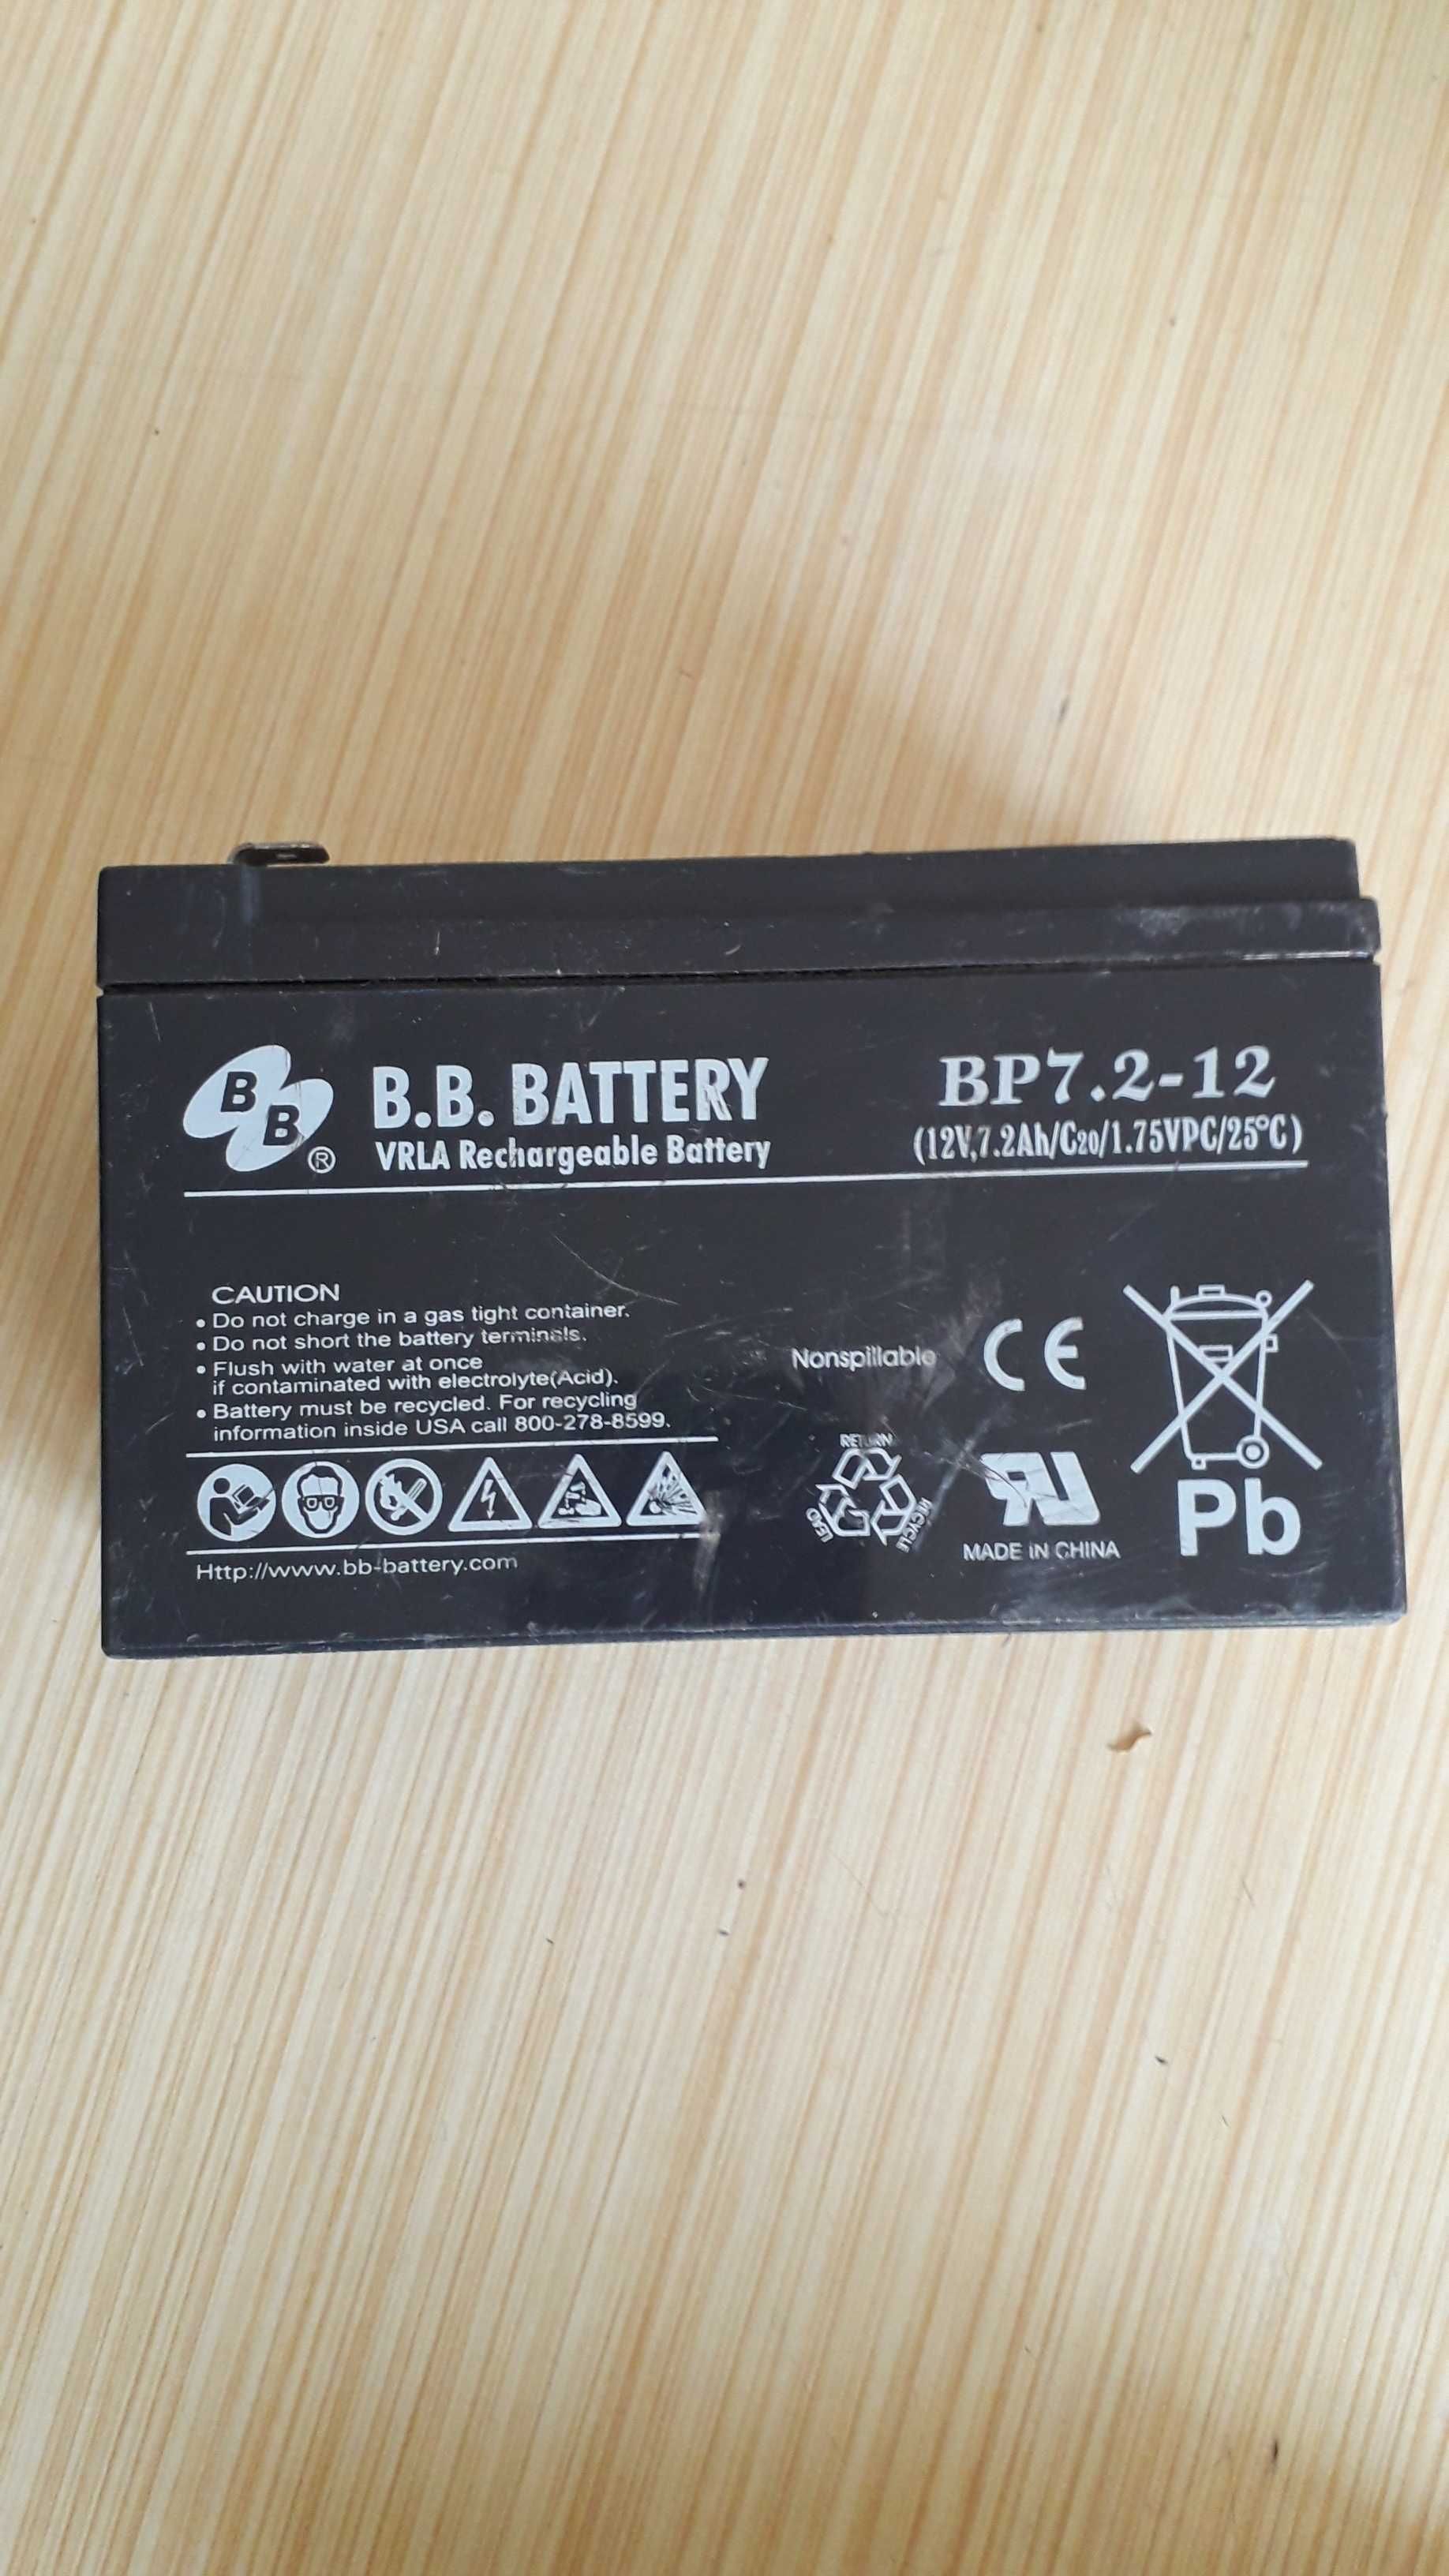 B
B
®
B.B. BATTERY
VRLA Rechargeable Battery
BP7.2-12
(12V,7.2Ah/C20/1.75VPC/25°C)
CAUTION
• Do not charge in a gas tight container.
• Do not short the battery terminals.
• Flush with water at once
if contaminated with electrolyte(Acid).
• Battery must be recycled. For recycling
information inside USA call 800-278-8599.
Http://www.bb-battery.com
Nonspillable
CE
RETURN
LEAD
RECYCLE
RU
MADE IN CHINA
Pb